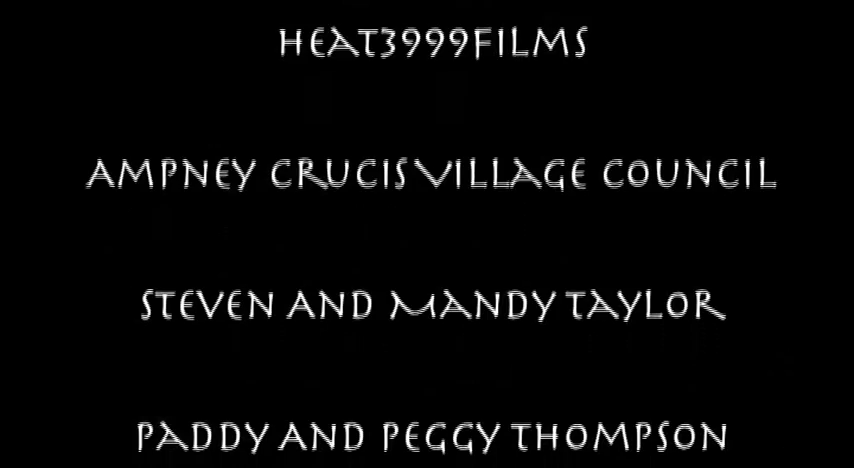 HEAT3999FILMS
AMPNEY CRUCIS VILLAGE COUNCIL
STEVEN AND MANDY TAYLOR
PADDY AND PEGGY THOMPSON